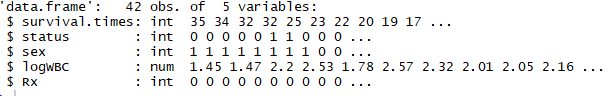 'data.frame': 42 obs. of 5 variables:
$ survival.times: int 35 34 32 32 25 23 22 20 19 17 ...
$ status : int 0 0 0 0 0 1 1 0 0 0 ...
$ sex : int 1 1 1 1 1 1 1 1 0 0 ...
$ logWBC : num 1.45 1.47 2.2 2.53 1.78 2.57 2.32 2.01 2.05 2.16 ...
$ Rx : int 0 0 0 0 0 0 0 0 0 0 ...